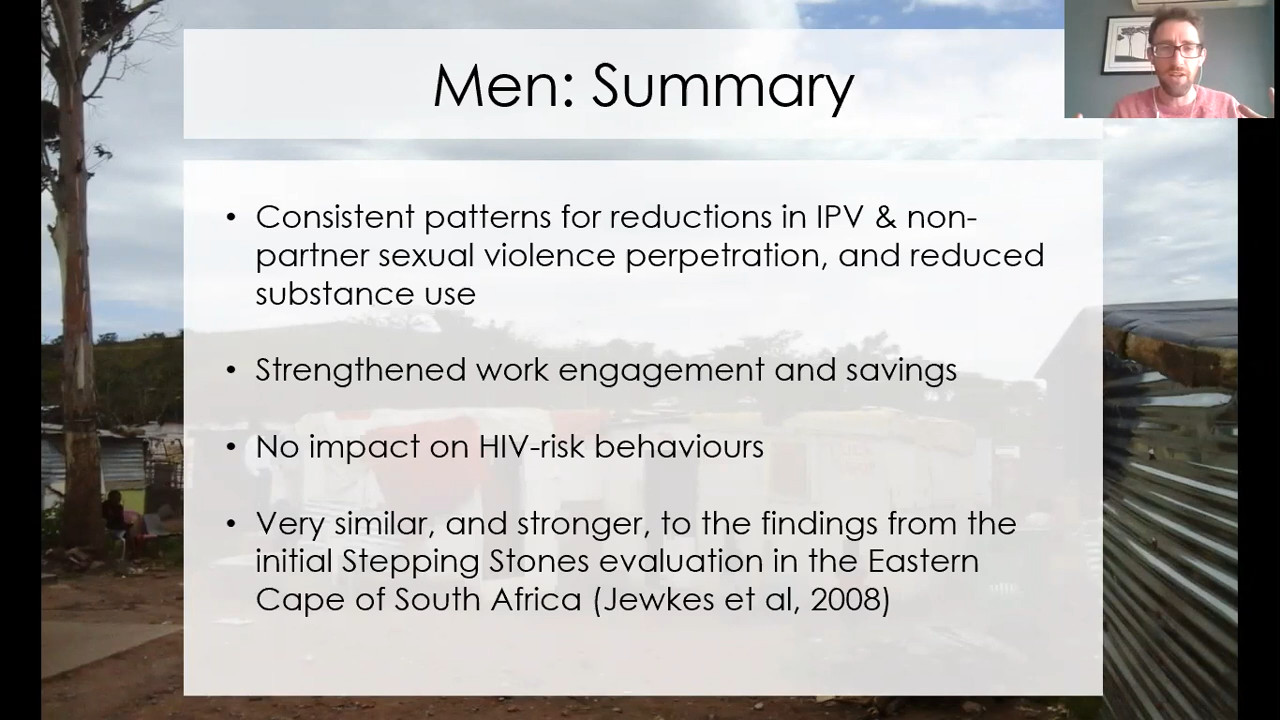 Men: Summary
• Consistent patterns for reductions in IPV & non-
partner sexual violence perpetration, and reduced
substance use
• Strengthened work engagement and savings
• No impact on HIV-risk behaviours
• Very similar, and stronger, to the findings from the
initial Stepping Stones evaluation in the Eastern
Cape of South Africa (Jewkes et al, 2008)